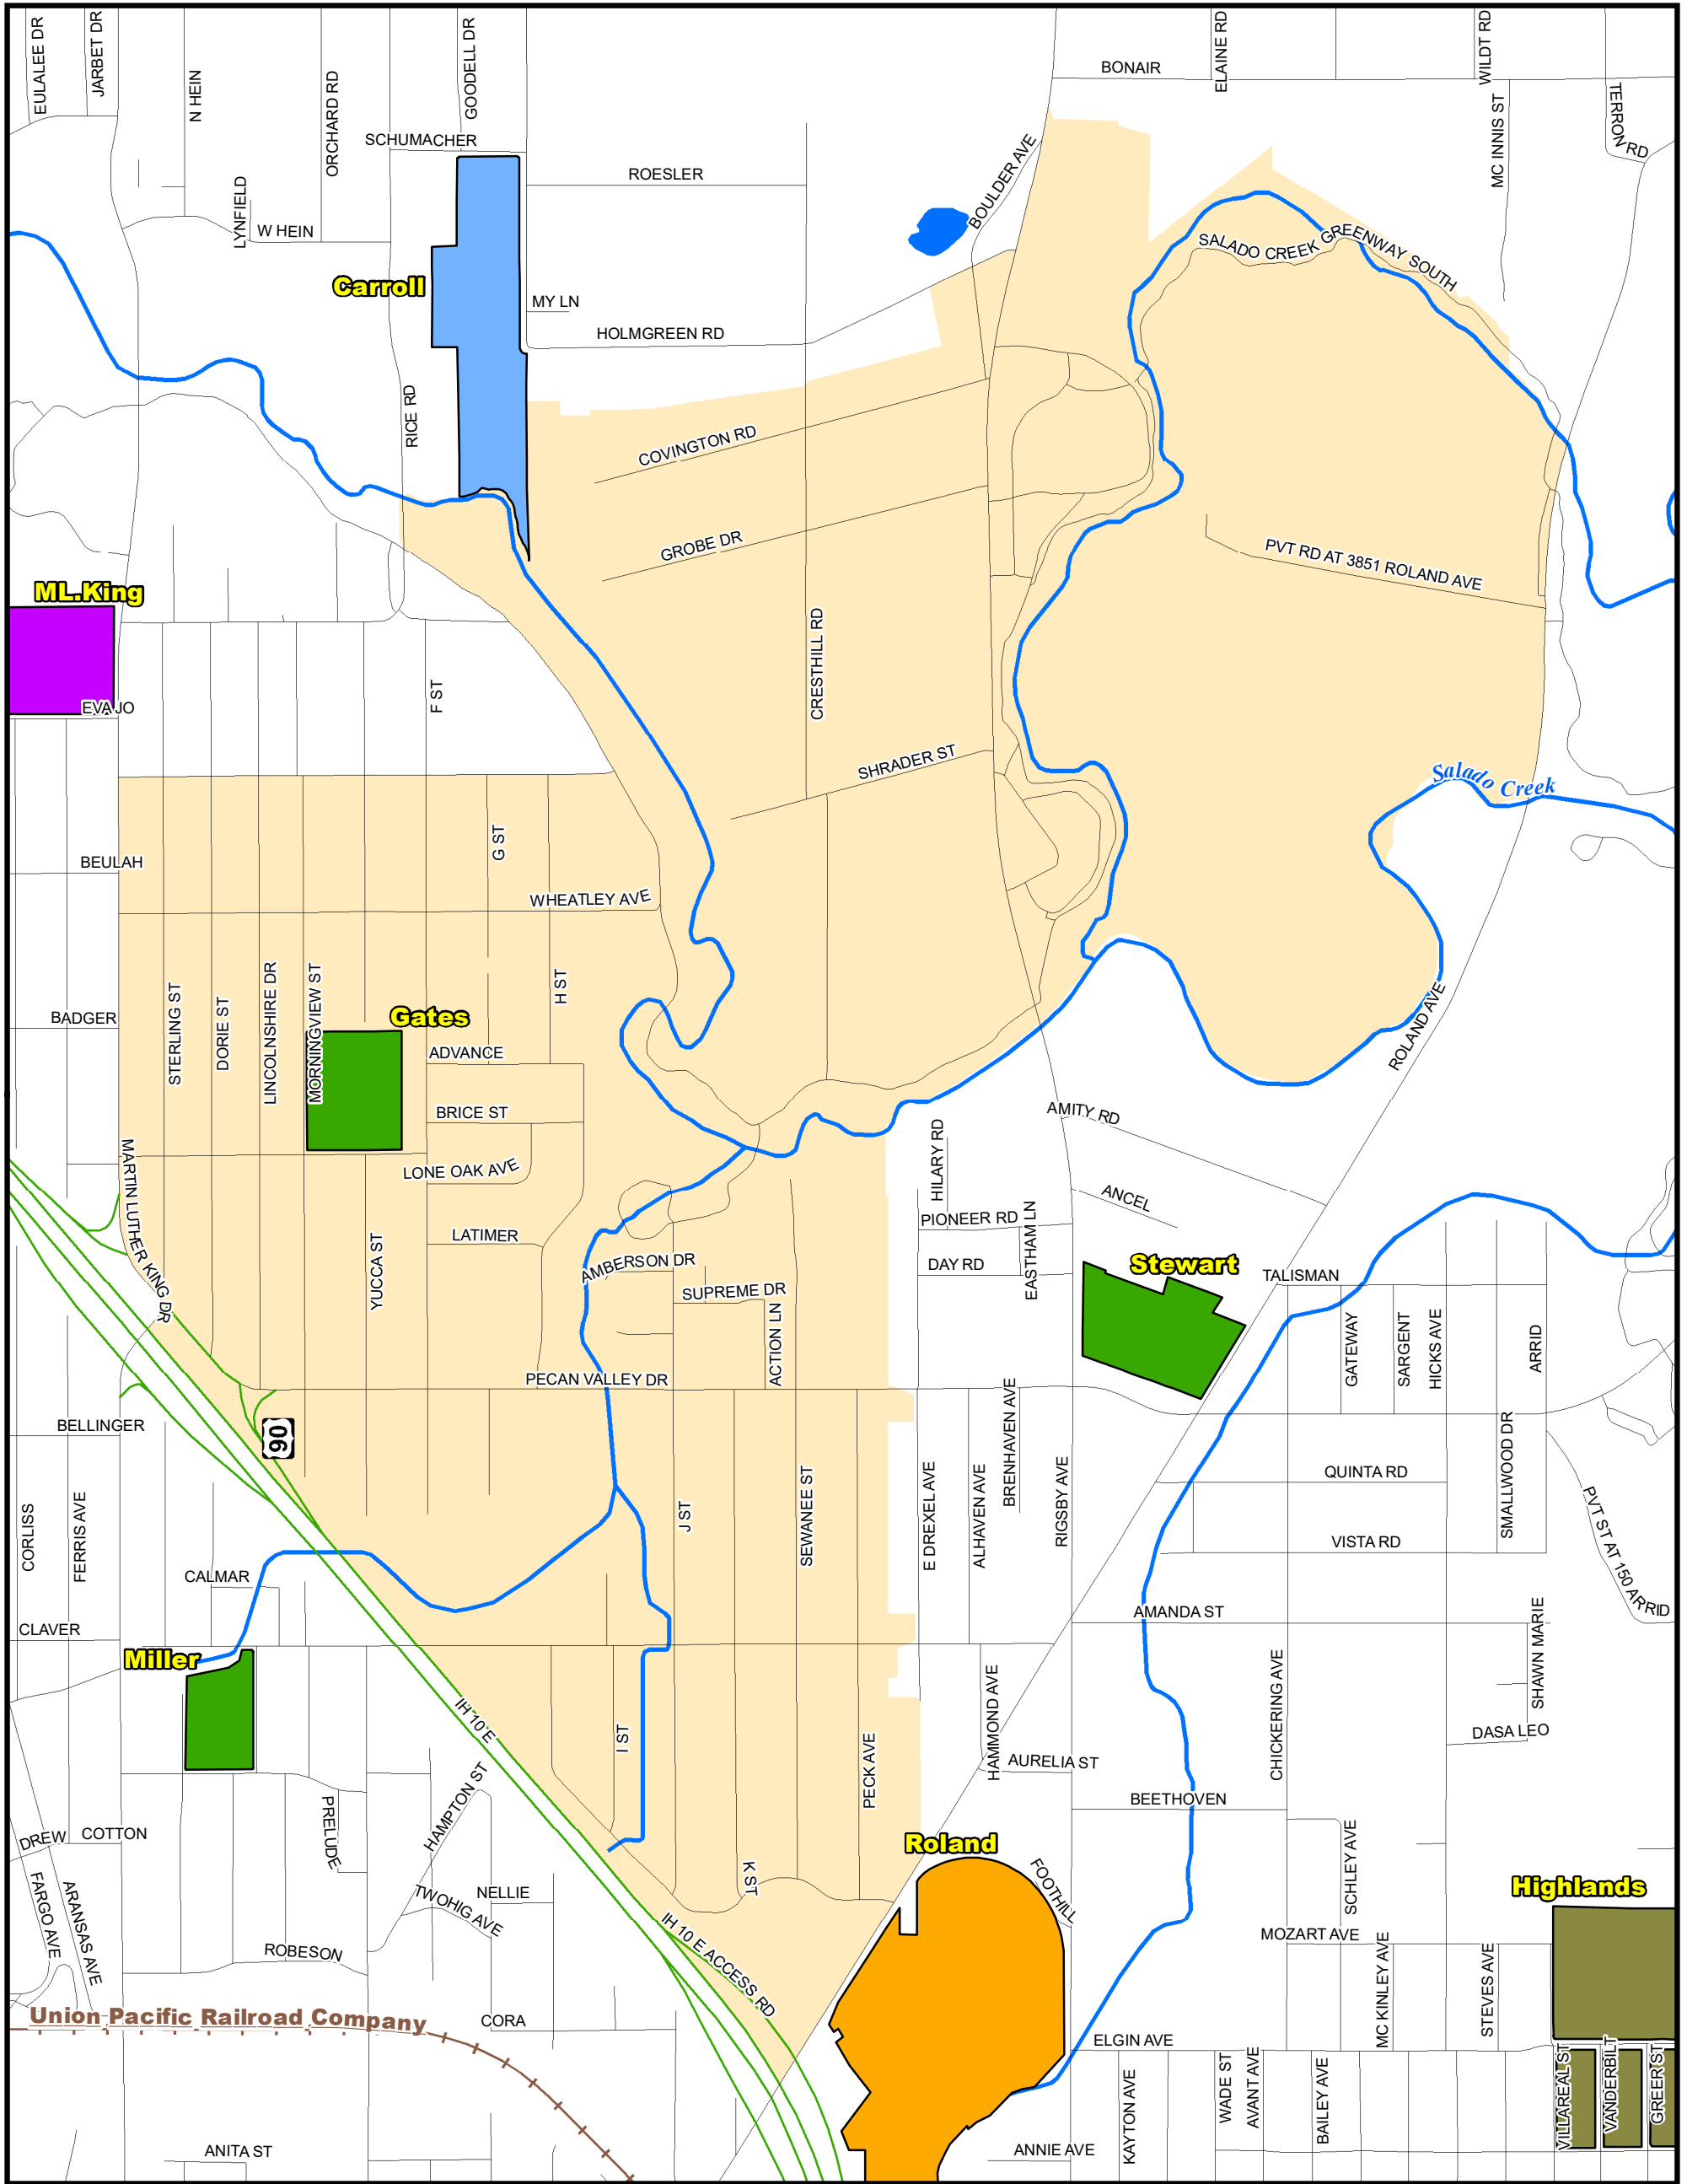 EULALEE DR
JARBET DR
N HEIN
ORCHARD RD
GOODELL DR
BONAIR
ELAINE RD
WILDT RD
MC INNIS ST
TERRON RD
SCHUMACHER
ROESLER
BOULDER AVE
LYNFIELD
W HEIN
SALADO CREEK GREENWAY SOUTH
Carroll
MY LN
HOLMGREEN RD
RICE RD
COVINGTON RD
GROBE DR
PVT RD AT 3851 ROLAND AVE
ML.King
CRESTHILL RD
EVA JO
F ST
SHRADER ST
Salado Creek
G ST
BEULAH
WHEATLEY AVE
STERLING ST
DORIE ST
LINCOLNSHIRE DR
MORNINGVIEW ST
H ST
BADGER
Gates
ROLAND AVE
ADVANCE
BRICE ST
AMITY RD
HILARY RD
MARTIN LUTHER KING DR
LONE OAK AVE
ANCEL
PIONEER RD
EASTHAM LN
LATIMER
YUCCA ST
AMBERSON DR
DAY RD
Stewart
TALISMAN
SUPREME DR
ACTION LN
GATEWAY
SARGENT
HICKS AVE
ARRID
PECAN VALLEY DR
BELLINGER
90
BRENHAVEN AVE
SMALLWOOD DR
QUINTA RD
CORLISS
FERRIS AVE
J ST
SEWANEE ST
E DREXEL AVE
ALHAVEN AVE
RIGSBY AVE
PVT ST AT 150 ARRID
VISTA RD
CALMAR
AMANDA ST
CLAVER
Miller
SHAWN MARIE
HAMMOND AVE
CHICKERING AVE
IH 10 E
I ST
PECK AVE
DASA LEO
AURELIA ST
HAMPTON ST
BEETHOVEN
PRELUDE
DREW
COTTON
Roland
SCHLEY AVE
FOOTHILL
K ST
Highlands
FARGO AVE
ARANSAS AVE
NELLIE
TWOHIG AVE
IH 10 E ACCESS RD
MOZART AVE
MC KINLEY AVE
STEVES AVE
ROBESON
Union Pacific Railroad Company
CORA
ELGIN AVE
KAYTON AVE
WADE ST
AVANT AVE
BAILEY AVE
VILLAREAL ST
VANDERBILT
GREER ST
ANITA ST
ANNIE AVE